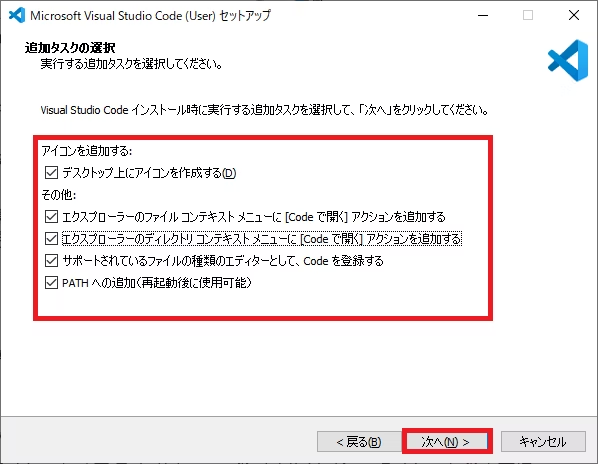 Microsoft Visual Studio Code (User) セットアップ
追加タスクの選択
実行する追加タスクを選択してください。
Visual Studio Code インストール時に実行する追加タスクを選択して、「次へ」をクリックしてください。
アイコンを追加する:
デスクトップ上にアイコンを作成する(D)
その他:
エクスプローラーのファイル コンテキスト メニューに [Code で開く] アクションを追加する
エクスプローラーのディレクトリ コンテキスト メニューに [Code で開く] アクションを追加する
サポートされているファイルの種類のエディターとして、Code を登録する
PATH への追加（再起動後に使用可能）
< 戻る(B)
次へ(N) >
キャンセル